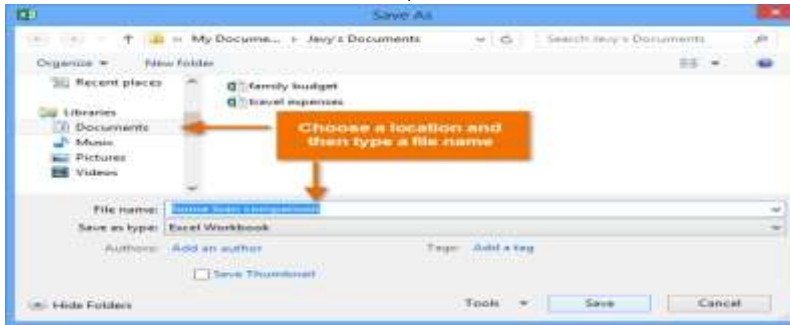 Save As
My Docume... Javy's Documents Search Javy's Documents
Organize New folder
Recent places
family budget
travel expenses
Libraries
Documents
Music
Pictures
Videos
Choose a location and
then type a file name
File name: home loan comparison
Save as type: Excel Workbook
Authors: Add an author Tags: Add a tag
Save Thumbnail
Hide Folders Tools Save Cancel